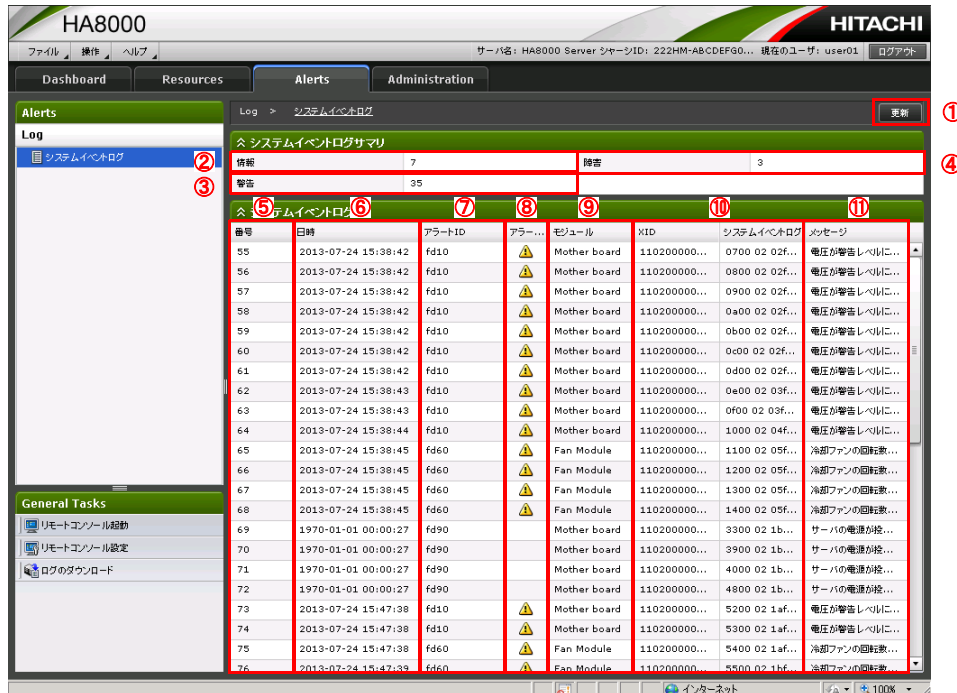 HA8000
HITACHI
ファイル 操作 ヘルプ サーバ名: HA8000 Server シャーシID: 222HM-ABCDEFG0... 現在のユーザ: user01 ログアウト
Dashboard Resources Alerts Administration
Alerts
Log > システムイベントログ 更新 ①
Log
システムイベントログ
システムイベントログサマリ
② 情報 7 障害 3 ④
③ 警告 35
⑤ ⑥ ⑦ ⑧ ⑨ ⑩ ⑪
番号 日時 アラートID アラー... モジュール XID システムイベントログ メッセージ
55 2013-07-24 15:38:42 fd10 Mother board 110200000... 0700 02 02f... 電圧が警告レベルに...
56 2013-07-24 15:38:42 fd10 Mother board 110200000... 0800 02 02f... 電圧が警告レベルに...
57 2013-07-24 15:38:42 fd10 Mother board 110200000... 0900 02 02f... 電圧が警告レベルに...
58 2013-07-24 15:38:42 fd10 Mother board 110200000... 0a00 02 02f... 電圧が警告レベルに...
59 2013-07-24 15:38:42 fd10 Mother board 110200000... 0b00 02 02f... 電圧が警告レベルに...
60 2013-07-24 15:38:42 fd10 Mother board 110200000... 0c00 02 02f... 電圧が警告レベルに...
61 2013-07-24 15:38:42 fd10 Mother board 110200000... 0d00 02 02f... 電圧が警告レベルに...
62 2013-07-24 15:38:43 fd10 Mother board 110200000... 0e00 02 03f... 電圧が警告レベルに...
63 2013-07-24 15:38:43 fd10 Mother board 110200000... 0f00 02 03f... 電圧が警告レベルに...
64 2013-07-24 15:38:44 fd10 Mother board 110200000... 1000 02 04f... 電圧が警告レベルに...
65 2013-07-24 15:38:45 fd60 Fan Module 110200000... 1100 02 05f... 冷却ファンの回転数...
66 2013-07-24 15:38:45 fd60 Fan Module 110200000... 1200 02 05f... 冷却ファンの回転数...
67 2013-07-24 15:38:45 fd60 Fan Module 110200000... 1300 02 05f... 冷却ファンの回転数...
68 2013-07-24 15:38:45 fd60 Fan Module 110200000... 1400 02 05f... 冷却ファンの回転数...
69 1970-01-01 00:00:27 fd90 Mother board 110200000... 3300 02 1b... サーバの電源が投...
70 1970-01-01 00:00:27 fd90 Mother board 110200000... 3900 02 1b... サーバの電源が投...
71 1970-01-01 00:00:27 fd90 Mother board 110200000... 4000 02 1b... サーバの電源が投...
72 1970-01-01 00:00:27 fd90 Mother board 110200000... 4800 02 1b... サーバの電源が投...
73 2013-07-24 15:47:38 fd10 Mother board 110200000... 5200 02 1af... 電圧が警告レベルに...
74 2013-07-24 15:47:38 fd10 Mother board 110200000... 5300 02 1af... 電圧が警告レベルに...
75 2013-07-24 15:47:38 fd60 Fan Module 110200000... 5400 02 1af... 冷却ファンの回転数...
76 2013-07-24 15:47:39 fd60 Fan Module 110200000... 5500 02 1bf... 冷却ファンの回転数...
General Tasks
リモートコンソール起動
リモートコンソール設定
ログのダウンロード
インターネット 100%